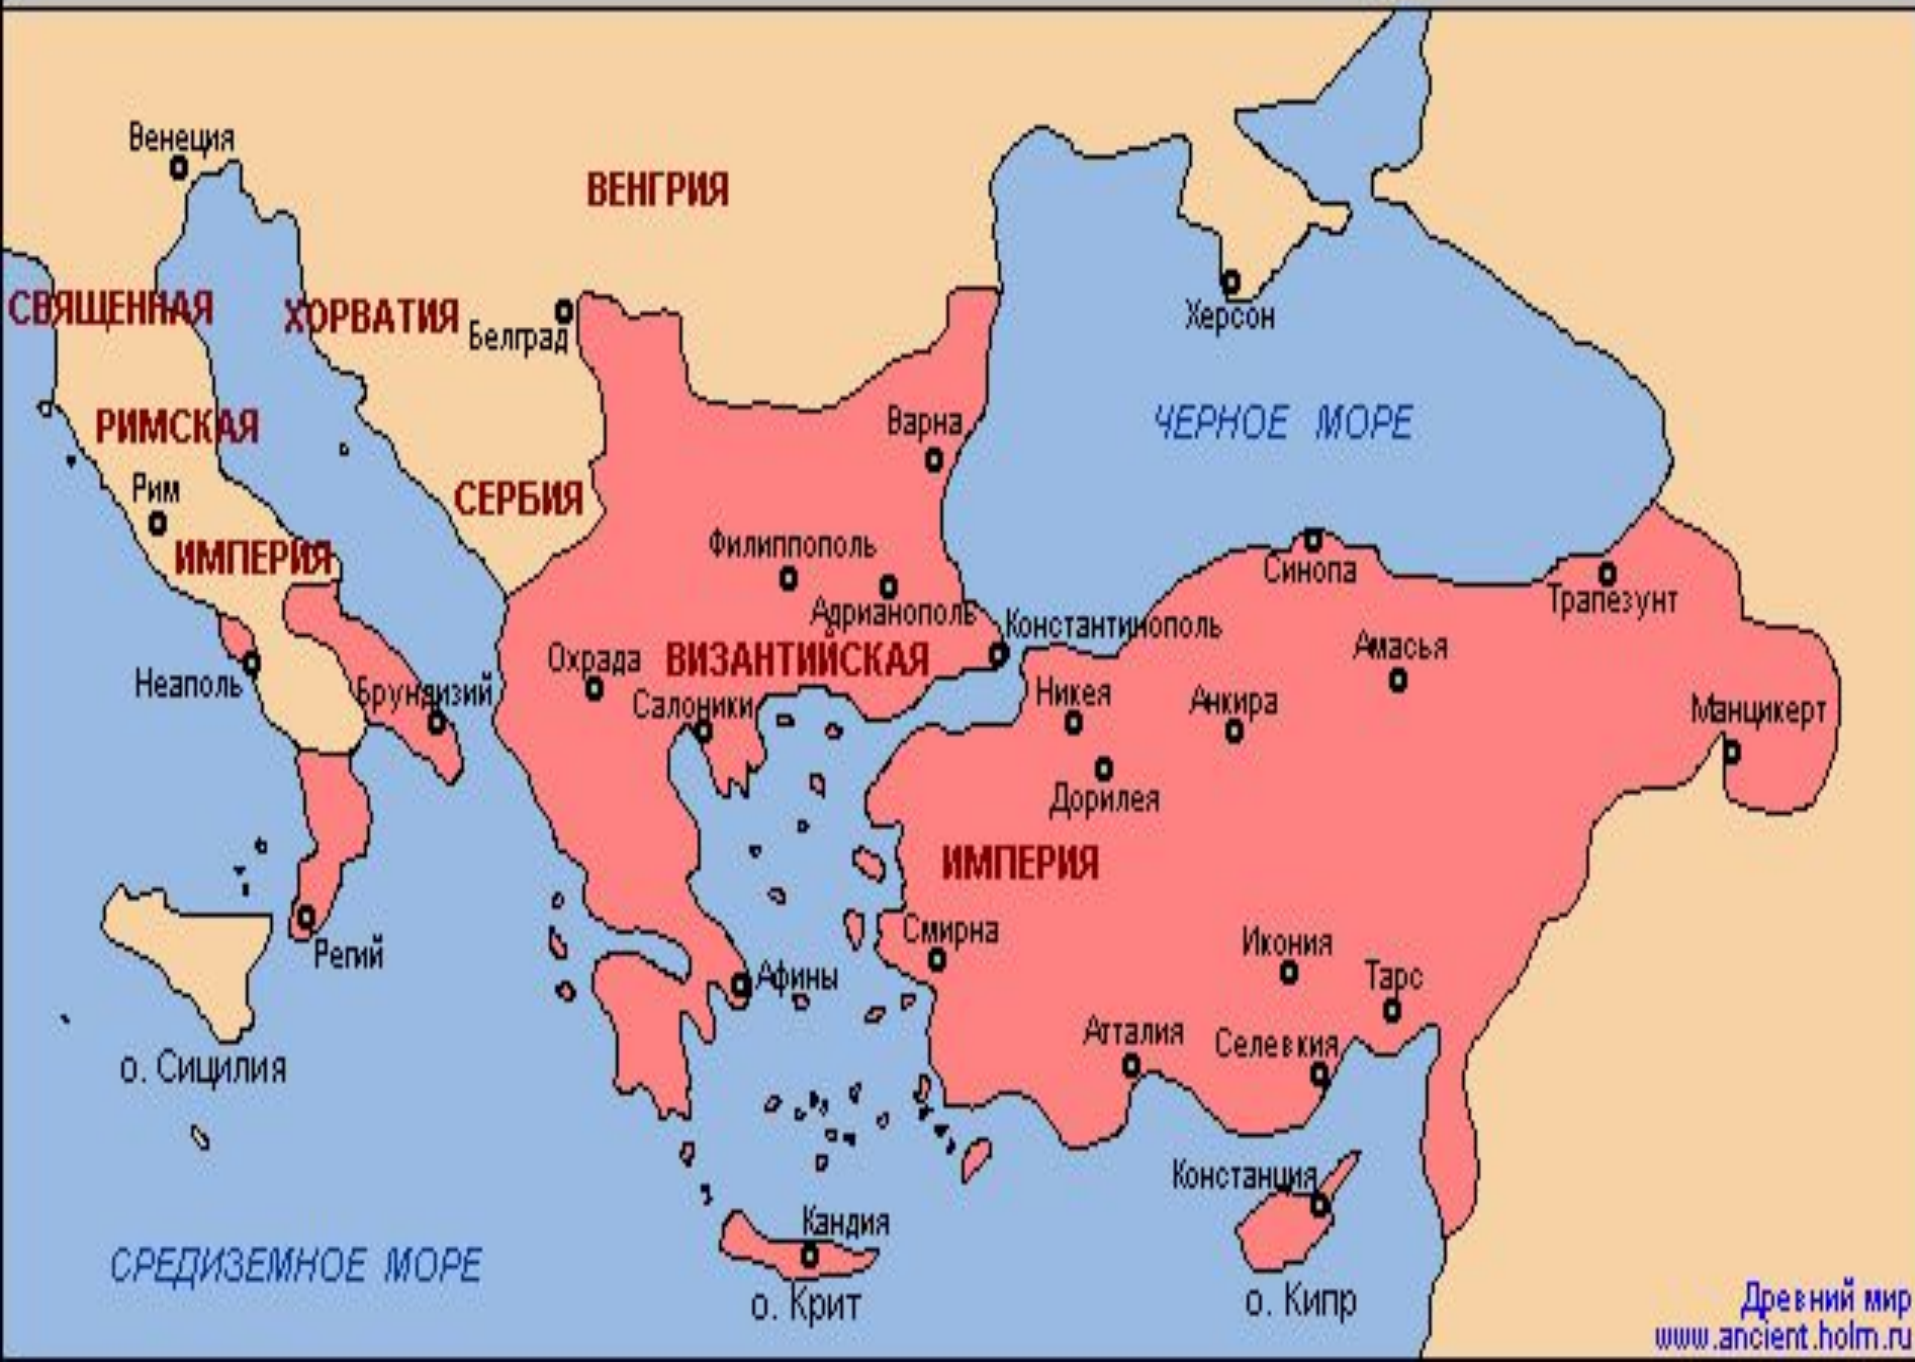 Венеция
ВЕНГРИЯ
СВЯЩЕННАЯ
ХОРВАТИЯ
Белград
Херсон
РИМСКАЯ
Варна
ЧЕРНОЕ МОРЕ
Рим
СЕРБИЯ
ИМПЕРИЯ
Филиппополь
Синопа
Адрианополь
Трапезунт
Константинополь
Охрада
ВИЗАНТИЙСКАЯ
Амасья
Неаполь
Брундизий
Салоники
Никея
Анкира
Манцикерт
Дорилея
ИМПЕРИЯ
Смирна
Икония
Регий
Афины
Тарс
Атталия
Селевкия
о. Сицилия
Констанция
Кандия
СРЕДИЗЕМНОЕ МОРЕ
о. Крит
о. Кипр
Древний мир
www.ancient.holm.ru